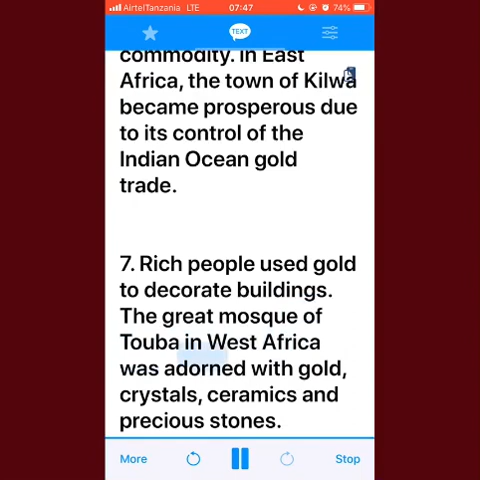 AirtelTanzania LTE 07:47 74%
TEXT
commodity. In East
Africa, the town of Kilwa
became prosperous due
to its control of the
Indian Ocean gold
trade.
7. Rich people used gold
to decorate buildings.
The great mosque of
Touba in West Africa
was adorned with gold,
crystals, ceramics and
precious stones.
More Stop